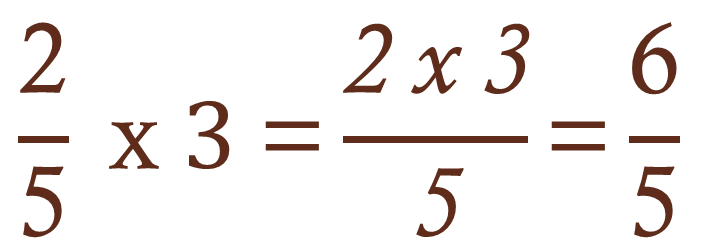 2/5 x 3 = (2 x 3)/5 = 6/5